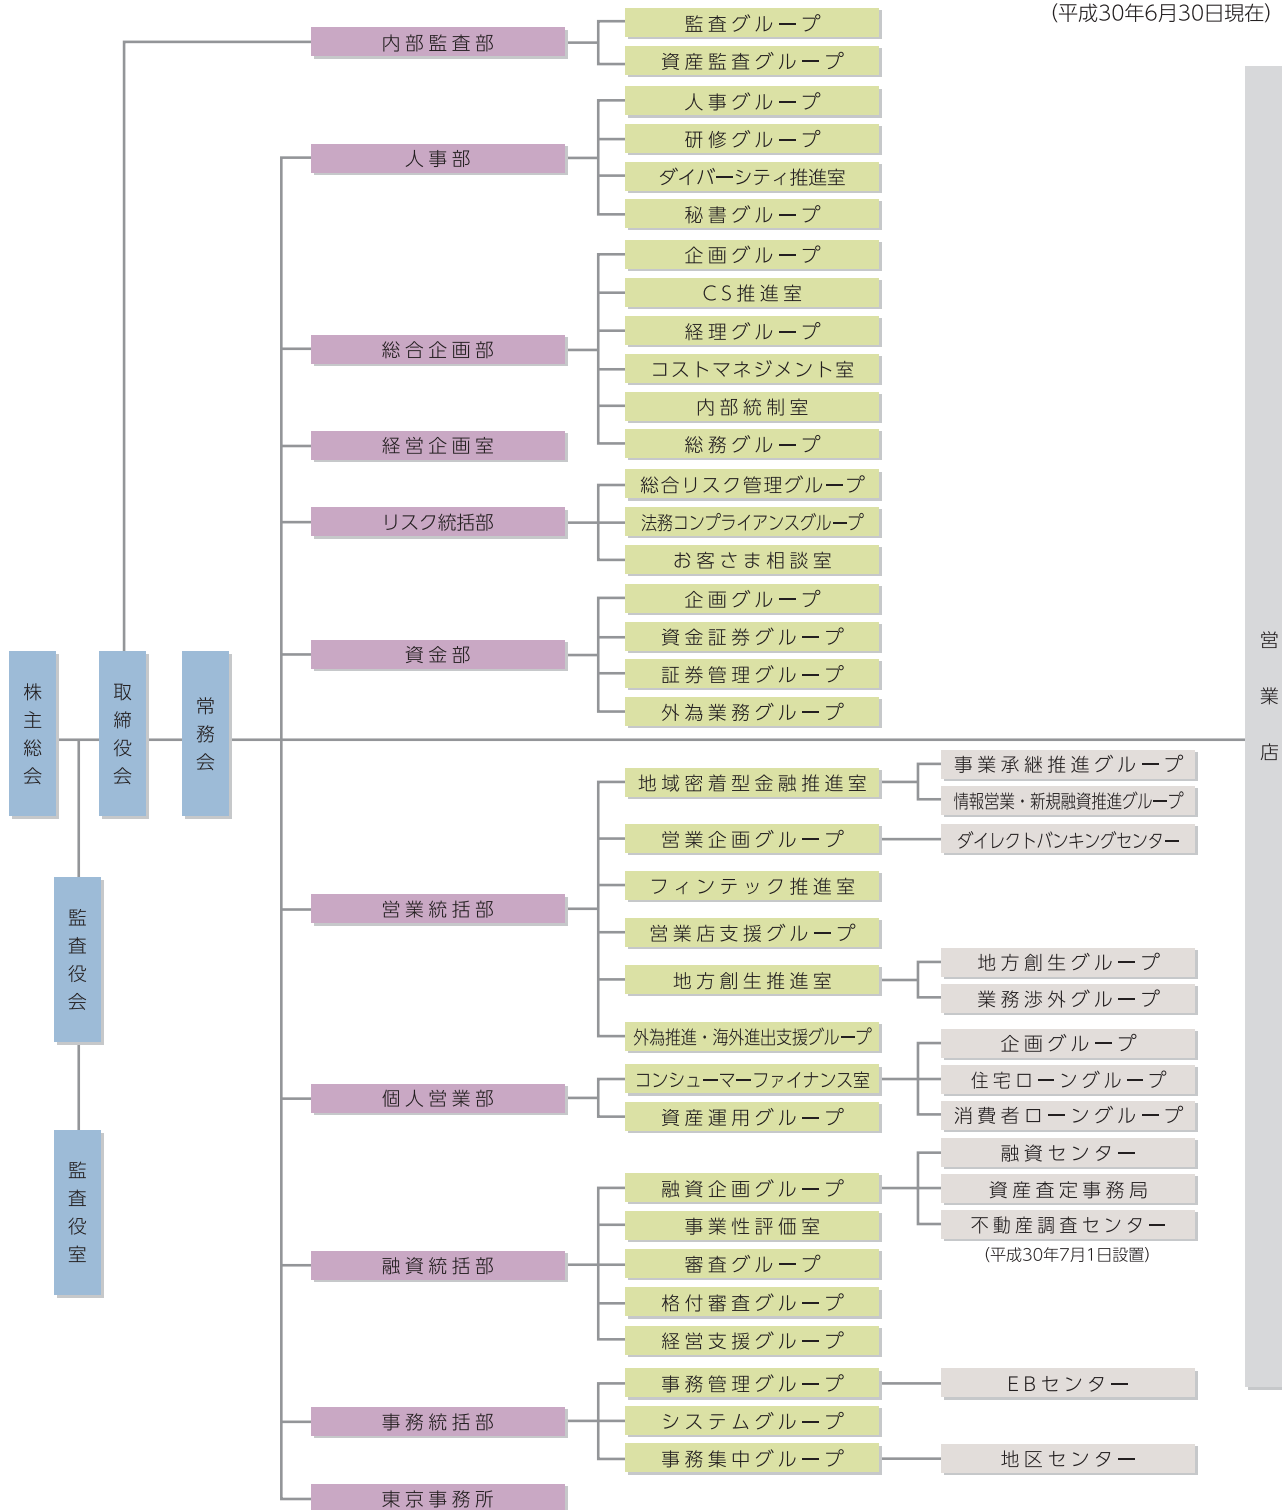 (平成30年6月30日現在)
株主総会
取締役会
常務会
監査役会
監査役室
内部監査部
監査グループ
資産監査グループ
人事部
人事グループ
研修グループ
ダイバーシティ推進室
秘書グループ
総合企画部
企画グループ
CS推進室
経理グループ
コストマネジメント室
内部統制室
総務グループ
経営企画室
リスク統括部
総合リスク管理グループ
法務コンプライアンスグループ
お客さま相談室
資金部
企画グループ
資金証券グループ
証券管理グループ
外為業務グループ
営業統括部
地域密着型金融推進室
事業承継推進グループ
情報営業・新規融資推進グループ
営業企画グループ
ダイレクトバンキングセンター
フィンテック推進室
営業店支援グループ
地方創生推進室
地方創生グループ
業務渉外グループ
外為推進・海外進出支援グループ
個人営業部
コンシューマーファイナンス室
企画グループ
住宅ローングループ
消費者ローングループ
資産運用グループ
融資統括部
融資企画グループ
融資センター
資産査定事務局
不動産調査センター
(平成30年7月1日設置)
事業性評価室
審査グループ
格付審査グループ
経営支援グループ
事務統括部
事務管理グループ
EBセンター
システムグループ
事務集中グループ
地区センター
東京事務所
営業店